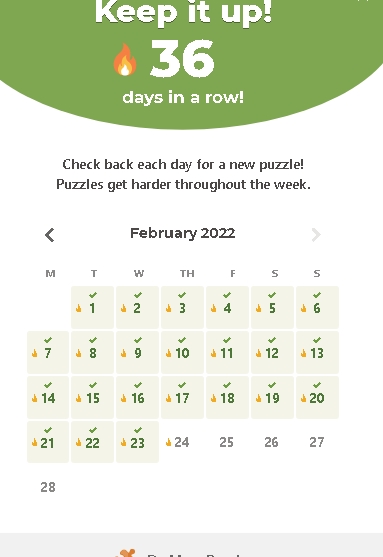 Keep it up!
36
days in a row!
Check back each day for a new puzzle!
Puzzles get harder throughout the week.
February 2022
M T W TH F S S
1 2 3 4 5 6
7 8 9 10 11 12 13
14 15 16 17 18 19 20
21 22 23 24 25 26 27
28